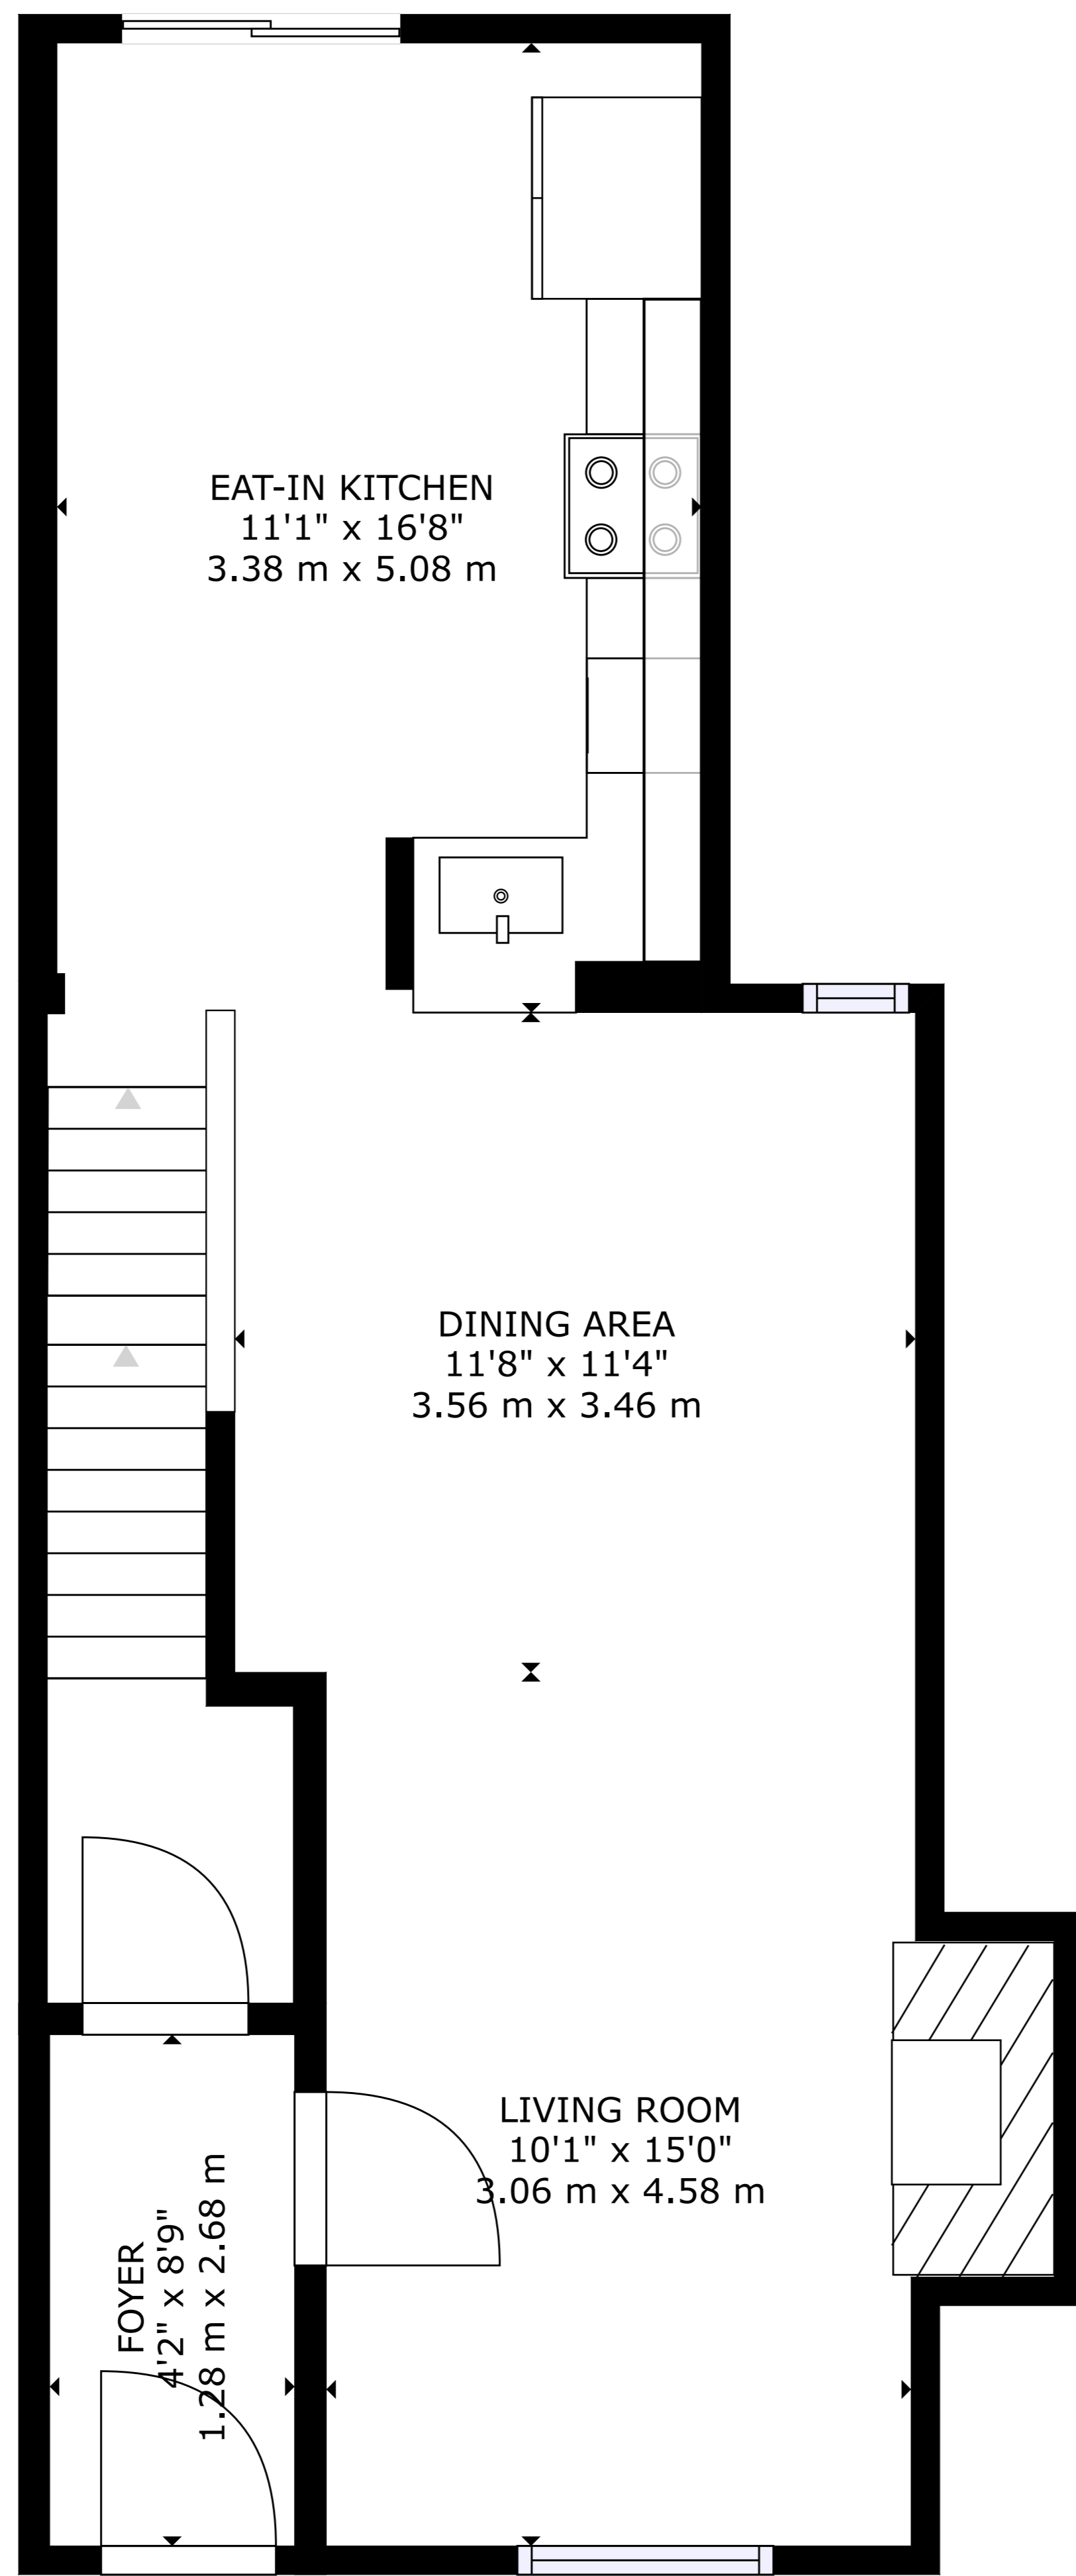 EAT-IN KITCHEN
11'1" x 16'8"
3.38 m x 5.08 m
DINING AREA
11'8" x 11'4"
3.56 m x 3.46 m
LIVING ROOM
10'1" x 15'0"
3.06 m x 4.58 m
FOYER
4'2" x 8'9"
1.28 m x 2.68 m